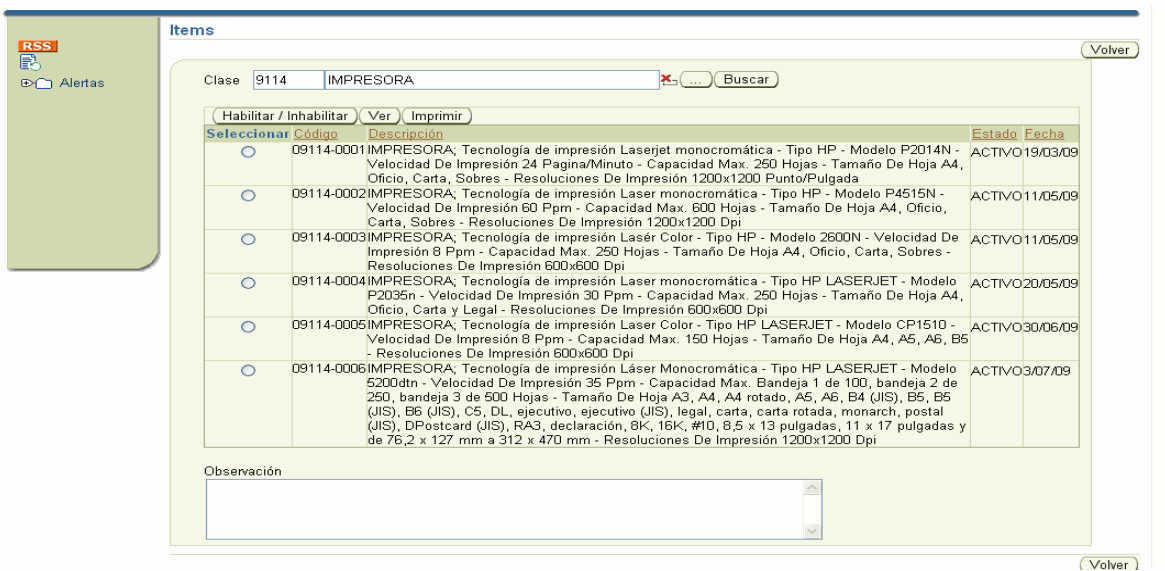 Items
RSS
Volver
Alertas
Clase 9114 IMPRESORA ... Buscar
Habilitar / Inhabilitar Ver Imprimir
Seleccionar Código Descripción Estado Fecha
09114-0001 IMPRESORA; Tecnología de impresión Laserjet monocromática - Tipo HP - Modelo P2014N - ACTIVO 19/03/09
Velocidad De Impresión 24 Pagina/Minuto - Capacidad Max. 250 Hojas - Tamaño De Hoja A4,
Oficio, Carta, Sobres - Resoluciones De Impresión 1200x1200 Punto/Pulgada
09114-0002 IMPRESORA; Tecnología de impresión Laser monocromática - Tipo HP - Modelo P4515N - ACTIVO 11/05/09
Velocidad De Impresión 60 Ppm - Capacidad Max. 600 Hojas - Tamaño De Hoja A4, Oficio,
Carta, Sobres - Resoluciones De Impresión 1200x1200 Dpi
09114-0003 IMPRESORA; Tecnología de impresión Lasér Color - Tipo HP - Modelo 2600N - Velocidad De ACTIVO 11/05/09
Impresión 8 Ppm - Capacidad Max. 250 Hojas - Tamaño De Hoja A4, Oficio, Carta, Sobres -
Resoluciones De Impresión 600x600 Dpi
09114-0004 IMPRESORA; Tecnología de impresión Laser monocromática - Tipo HP LASERJET - Modelo ACTIVO 20/05/09
P2035n - Velocidad De Impresión 30 Ppm - Capacidad Max. 250 Hojas - Tamaño De Hoja A4,
Oficio, Carta y Legal - Resoluciones De Impresión 600x600 Dpi
09114-0005 IMPRESORA; Tecnología de impresión Laser Color - Tipo HP LASERJET - Modelo CP1510 - ACTIVO 30/06/09
Velocidad De Impresión 8 Ppm - Capacidad Max. 150 Hojas - Tamaño De Hoja A4, A5, A6, B5
- Resoluciones De Impresión 600x600 Dpi
09114-0006 IMPRESORA; Tecnología de impresión Láser Monocromática - Tipo HP LASERJET - Modelo ACTIVO 3/07/09
5200dtn - Velocidad De Impresión 35 Ppm - Capacidad Max. Bandeja 1 de 100, bandeja 2 de
250, bandeja 3 de 500 Hojas - Tamaño De Hoja A3, A4, A4 rotado, A5, A6, B4 (JIS), B5, B5
(JIS), B6 (JIS), C5, DL, ejecutivo, ejecutivo (JIS), legal, carta, carta rotada, monarch, postal
(JIS), DPostcard (JIS), RA3, declaración, 8K, 16K, #10, 8,5 x 13 pulgadas, 11 x 17 pulgadas y
de 76,2 x 127 mm a 312 x 470 mm - Resoluciones De Impresión 1200x1200 Dpi
Observación
Volver